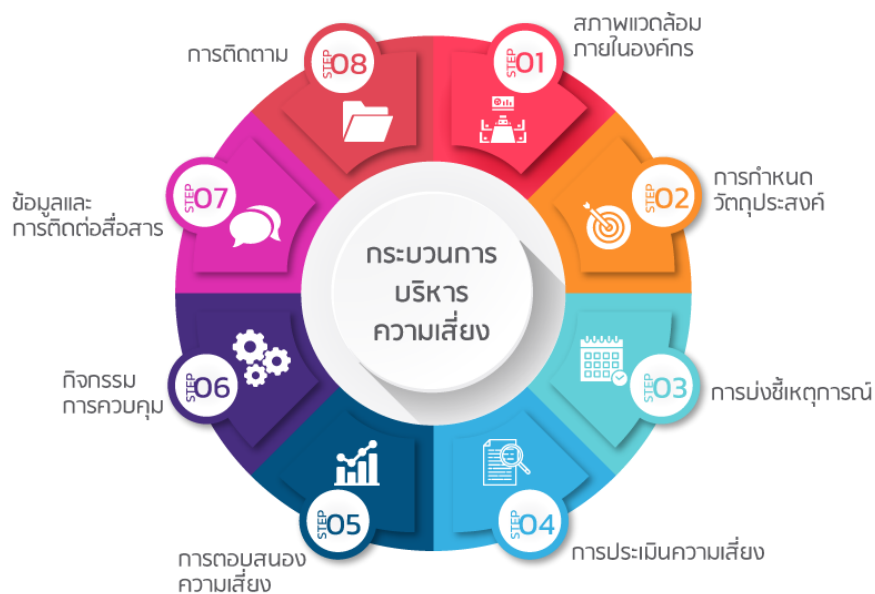 กระบวนการ
บริหาร
ความเสี่ยง
STEP 01
สภาพแวดล้อม
ภายในองค์กร
STEP 02
การกำหนด
วัตถุประสงค์
STEP 03
การบ่งชี้เหตุการณ์
STEP 04
การประเมินความเสี่ยง
STEP 05
การตอบสนอง
ความเสี่ยง
STEP 06
กิจกรรม
การควบคุม
STEP 07
ข้อมูลและ
การติดต่อสื่อสาร
STEP 08
การติดตาม